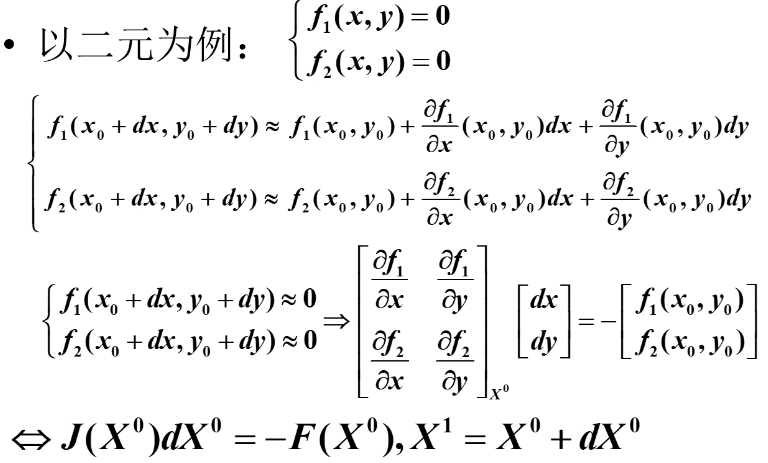 • 以二元为例： { f₁(x, y) = 0
f₂(x, y) = 0
{ f₁(x₀ + dx, y₀ + dy) ≈ f₁(x₀, y₀) + ∂f₁/∂x (x₀, y₀)dx + ∂f₁/∂y (x₀, y₀)dy
f₂(x₀ + dx, y₀ + dy) ≈ f₂(x₀, y₀) + ∂f₂/∂x (x₀, y₀)dx + ∂f₂/∂y (x₀, y₀)dy
{ f₁(x₀ + dx, y₀ + dy) ≈ 0 ⇒ [ ∂f₁/∂x ∂f₁/∂y ] [ dx ] = − [ f₁(x₀, y₀) ]
f₂(x₀ + dx, y₀ + dy) ≈ 0 [ ∂f₂/∂x ∂f₂/∂y ]X⁰ [ dy ] [ f₂(x₀, y₀) ]
⇔ J(X⁰)dX⁰ = −F(X⁰), X¹ = X⁰ + dX⁰